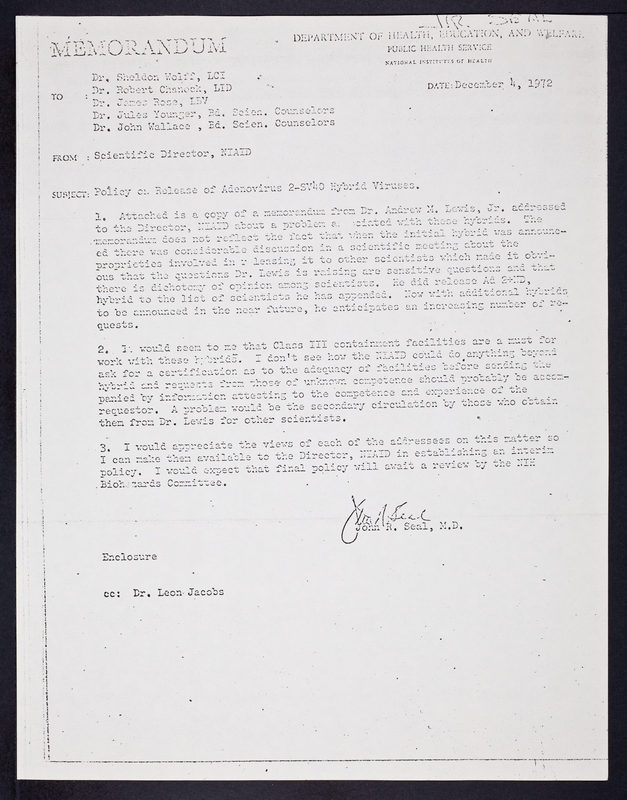 MEMORANDUM
DEPARTMENT OF HEALTH, EDUCATION, AND WELFARE
PUBLIC HEALTH SERVICE
NATIONAL INSTITUTES OF HEALTH
TO : Dr. Sheldon Wolff, LCI
Dr. Robert Chanock, LID
Dr. James Rose, LBV
Dr. Jules Younger, Bd. Scien. Counselors
Dr. John Wallace , Bd. Scien. Counselors
DATE: December 4, 1972
FROM : Scientific Director, NIAID
SUBJECT: Policy on Release of Adenovirus 2-SV40 Hybrid Viruses.
1. Attached is a copy of a memorandum from Dr. Andrew M. Lewis, Jr. addressed
to the Director, NIAID about a problem associated with these hybrids. The
memorandum does not reflect the fact that when the initial hybrid was announc-
ed there was considerable discussion in a scientific meeting about the
proprieties involved in releasing it to other scientists which made it obvi-
ous that the questions Dr. Lewis is raising are sensitive questions and that
there is dichotomy of opinion among scientists. He did release Ad
hybrid to the list of scientists he has appended. Now with additional hybrids
to be announced in the near future, he anticipates an increasing number of re-
quests.
2. It would seem to me that Class III containment facilities are a must for
work with these hybrids. I don't see how the NIAID could do anything beyond
ask for a certification as to the adequacy of facilities before sending the
hybrid and requests from those of unknown competence should probably be accom-
panied by information attesting to the competence and experience of the
requestor. A problem would be the secondary circulation by those who obtain
them from Dr. Lewis for other scientists.
3. I would appreciate the views of each of the addressees on this matter so
I can make them available to the Director, NIAID in establishing an interim
policy. I would expect that final policy will await a review by the NIH
Biohazards Committee.
John R. Seal
John R. Seal, M.D.
Enclosure
cc: Dr. Leon Jacobs